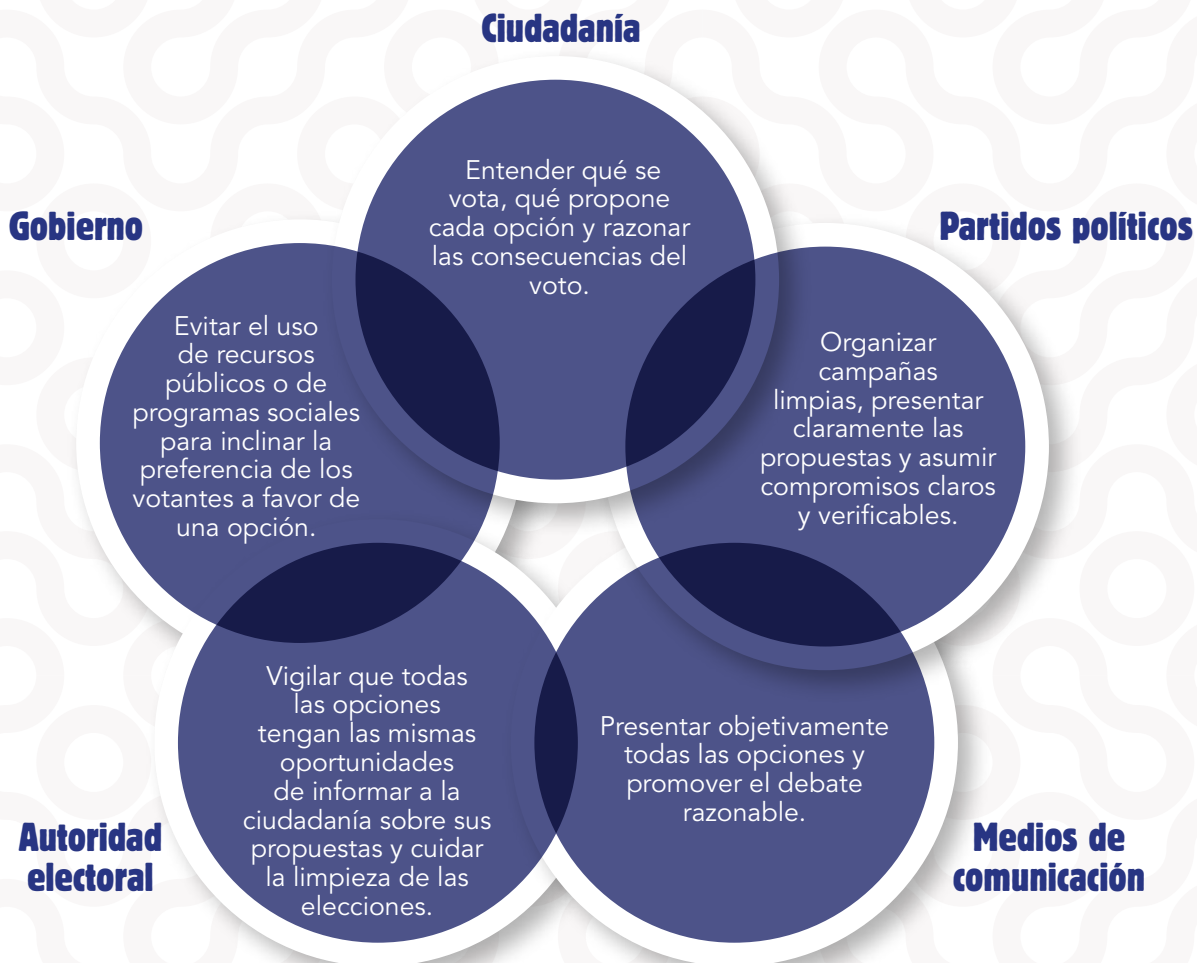 Ciudadanía
Entender qué se
vota, qué propone
cada opción y razonar
las consecuencias del
voto.
Gobierno
Evitar el uso
de recursos
públicos o de
programas sociales
para inclinar la
preferencia de los
votantes a favor de
una opción.
Partidos políticos
Organizar
campañas
limpias, presentar
claramente las
propuestas y asumir
compromisos claros
y verificables.
Autoridad
electoral
Vigilar que todas
las opciones
tengan las mismas
oportunidades
de informar a la
ciudadanía sobre sus
propuestas y cuidar
la limpieza de las
elecciones.
Presentar objetivamente
todas las opciones y
promover el debate
razonable.
Medios de
comunicación